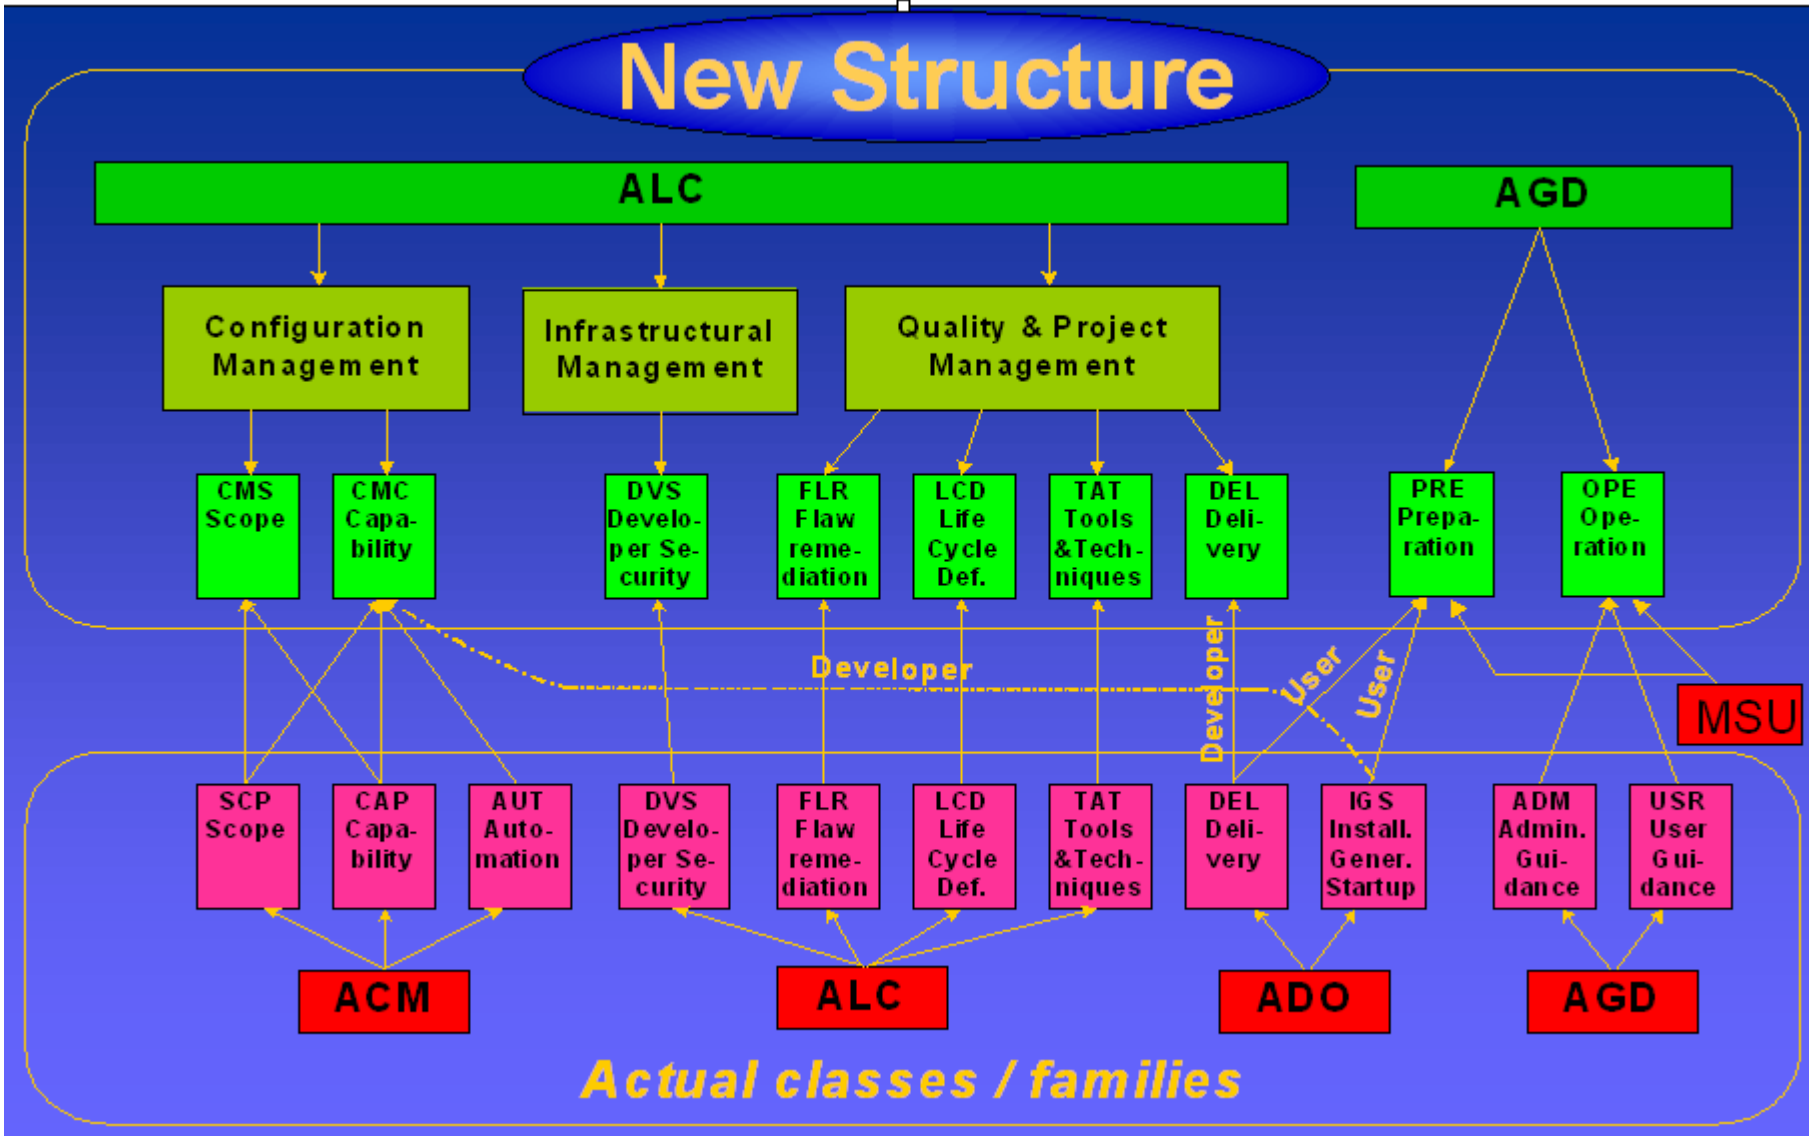 New Structure
ALC
AGD
Configuration
Management
Infrastructural
Management
Quality & Project
Management
CMS
Scope
CMC
Capa-
bility
DVS
Develo-
per Se-
curity
FLR
Flaw
reme-
diation
LCD
Life
Cycle
Def.
TAT
Tools
&Tech-
niques
DEL
Deli-
very
PRE
Prepa-
ration
OPE
Ope-
ration
Developer
Developer
User
User
MSU
SCP
Scope
CAP
Capa-
bility
AUT
Auto-
mation
DVS
Develo-
per Se-
curity
FLR
Flaw
reme-
diation
LCD
Life
Cycle
Def.
TAT
Tools
&Tech-
niques
DEL
Deli-
very
IGS
Install.
Gener.
Startup
ADM
Admin.
Gui-
dance
USR
User
Gui-
dance
ACM
ALC
ADO
AGD
Actual classes / families